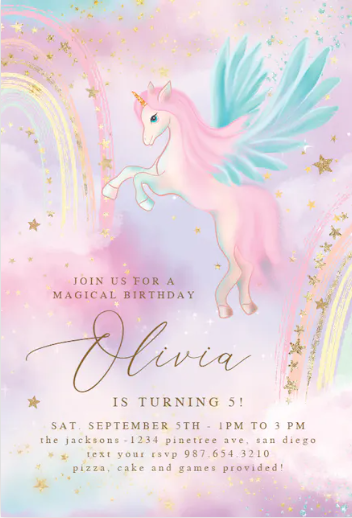 JOIN US FOR A
MAGICAL BIRTHDAY
Olivia
IS TURNING 5!
SAT. SEPTEMBER 5TH - 1PM TO 3 PM
the jacksons -1234 pinetree ave, san diego
text your rsvp 987.654.3210
pizza, cake and games provided!